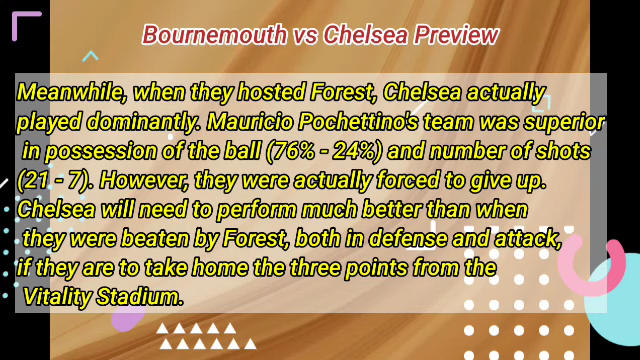 Bournemouth vs Chelsea Preview
Meanwhile, when they hosted Forest, Chelsea actually
played dominantly. Mauricio Pochettino's team was superior
in possession of the ball (76% - 24%) and number of shots
(21 - 7). However, they were actually forced to give up.
Chelsea will need to perform much better than when
they were beaten by Forest, both in defense and attack,
if they are to take home the three points from the
Vitality Stadium.